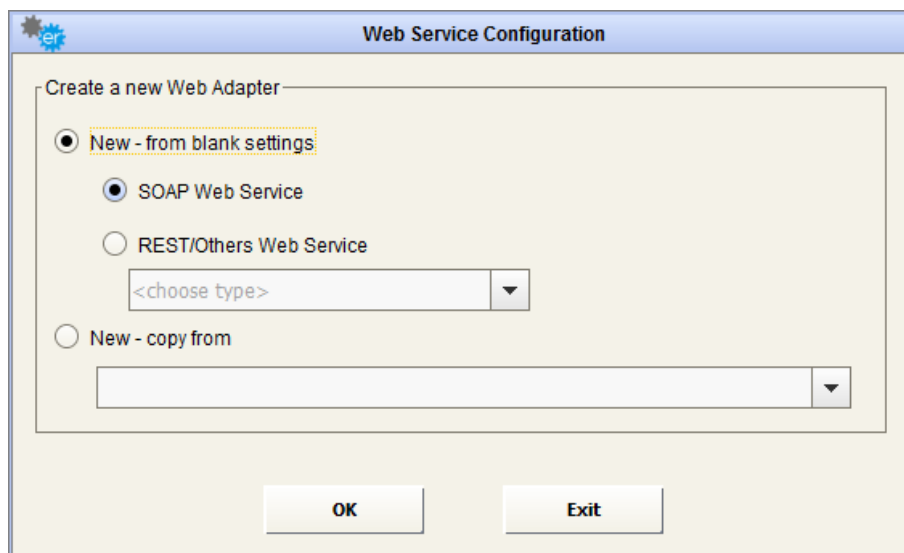 er
Web Service Configuration
Create a new Web Adapter
New - from blank settings
SOAP Web Service
REST/Others Web Service
<choose type>
New - copy from
OK Exit